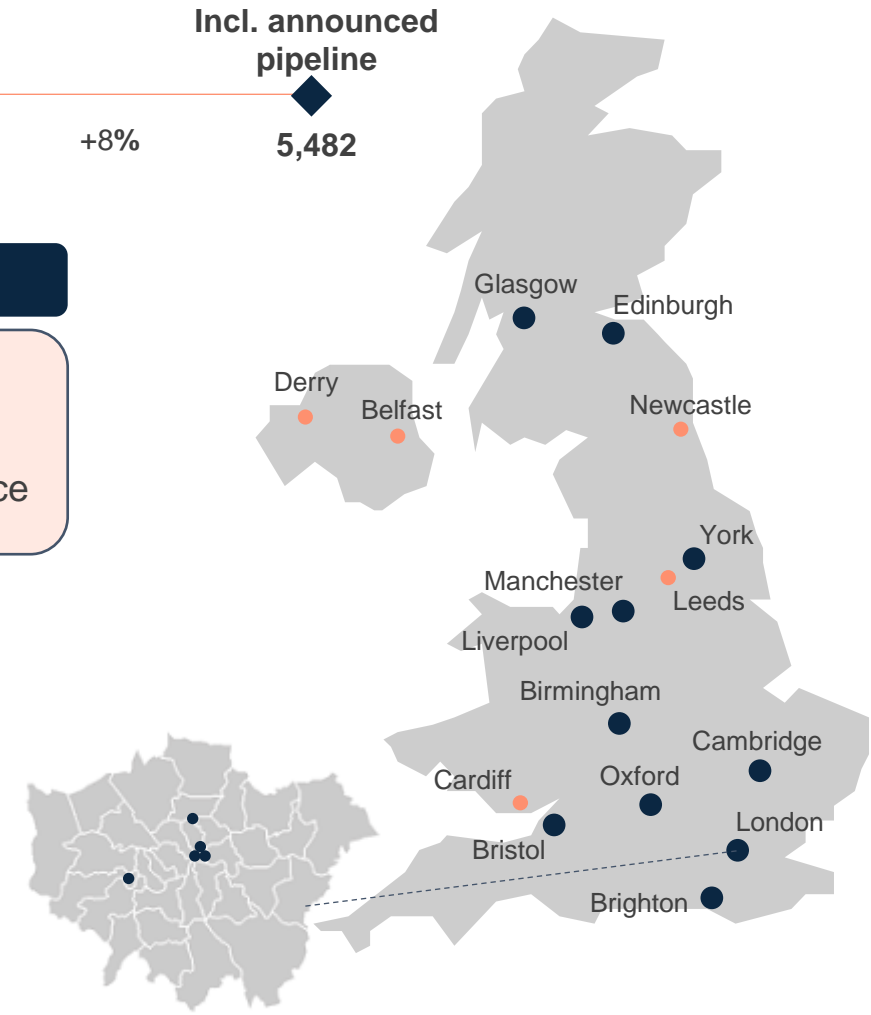 Incl. announced
pipeline
+8%
5,482
Glasgow
Edinburgh
Derry
Belfast
Newcastle
York
Manchester
Leeds
Liverpool
Birmingham
Cambridge
Cardiff
Oxford
London
Bristol
Brighton